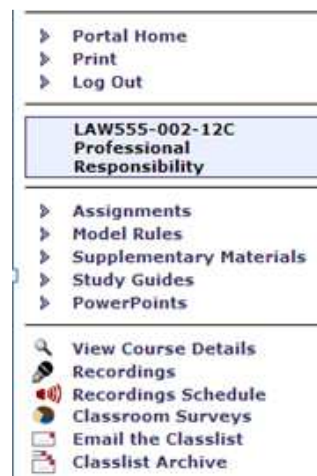 Portal Home
Print
Log Out
LAW555-002-12C
Professional
Responsibility
Assignments
Model Rules
Supplementary Materials
Study Guides
PowerPoints
View Course Details
Recordings
Recordings Schedule
Classroom Surveys
Email the Classlist
Classlist Archive